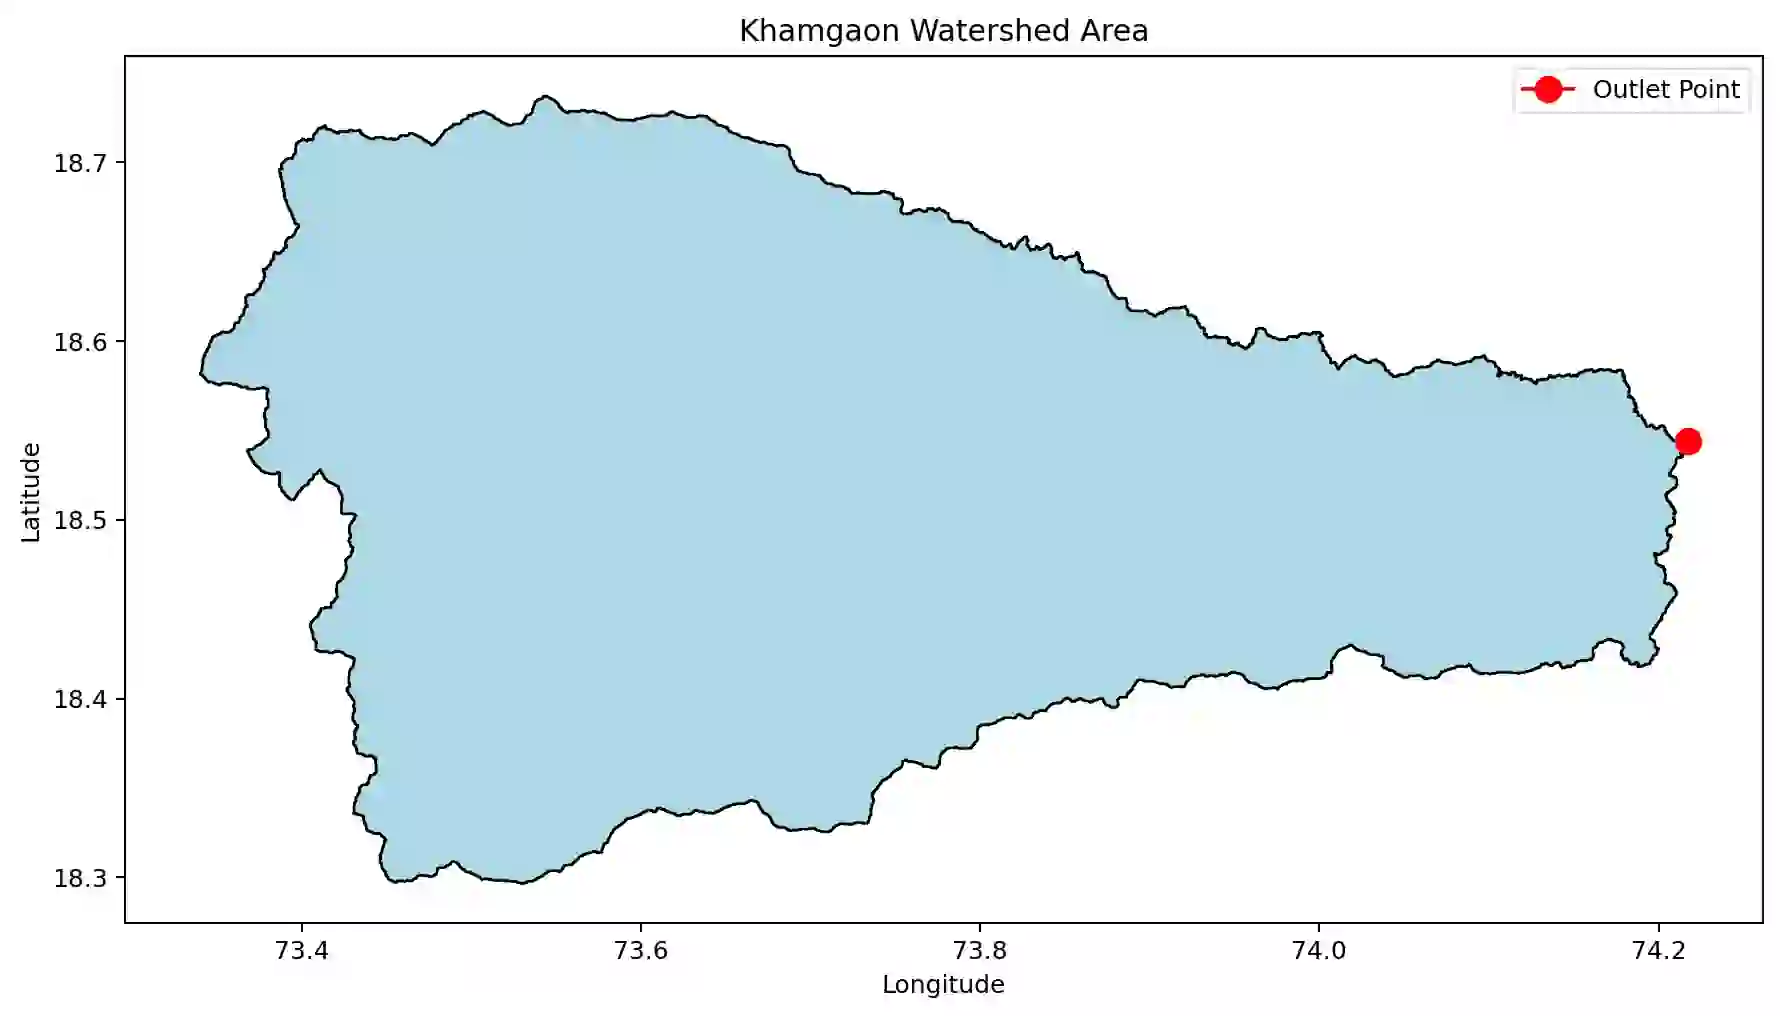 Khamgaon Watershed Area
Outlet Point
Latitude
18.7
18.6
18.5
18.4
18.3
73.4 73.6 73.8 74.0 74.2
Longitude